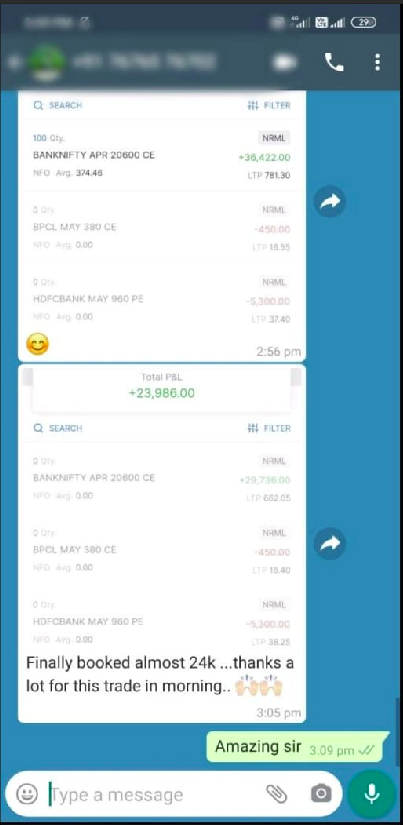 SEARCH FILTER
100 Qty. NRML
BANKNIFTY APR 20600 CE +36,422.00
NFO Avg. 374.46 LTP 781.30
0 Qty. NRML
BPCL MAY 380 CE -450.00
NFO Avg. 0.00 LTP 18.55
0 Qty. NRML
HDFCBANK MAY 960 PE -5,300.00
NFO Avg. 0.00 LTP 37.40
😊
2:56 pm
Total P&L
+23,986.00
SEARCH FILTER
0 Qty. NRML
BANKNIFTY APR 20600 CE +29,736.00
NFO Avg. 0.00 LTP 662.05
0 Qty. NRML
BPCL MAY 380 CE -450.00
NFO Avg. 0.00 LTP 18.40
0 Qty. NRML
HDFCBANK MAY 960 PE -5,300.00
NFO Avg. 0.00 LTP 38.25
Finally booked almost 24k ...thanks a
lot for this trade in morning.. 🙌🏻🙌🏻
3:05 pm
Amazing sir 3.09 pm
Type a message